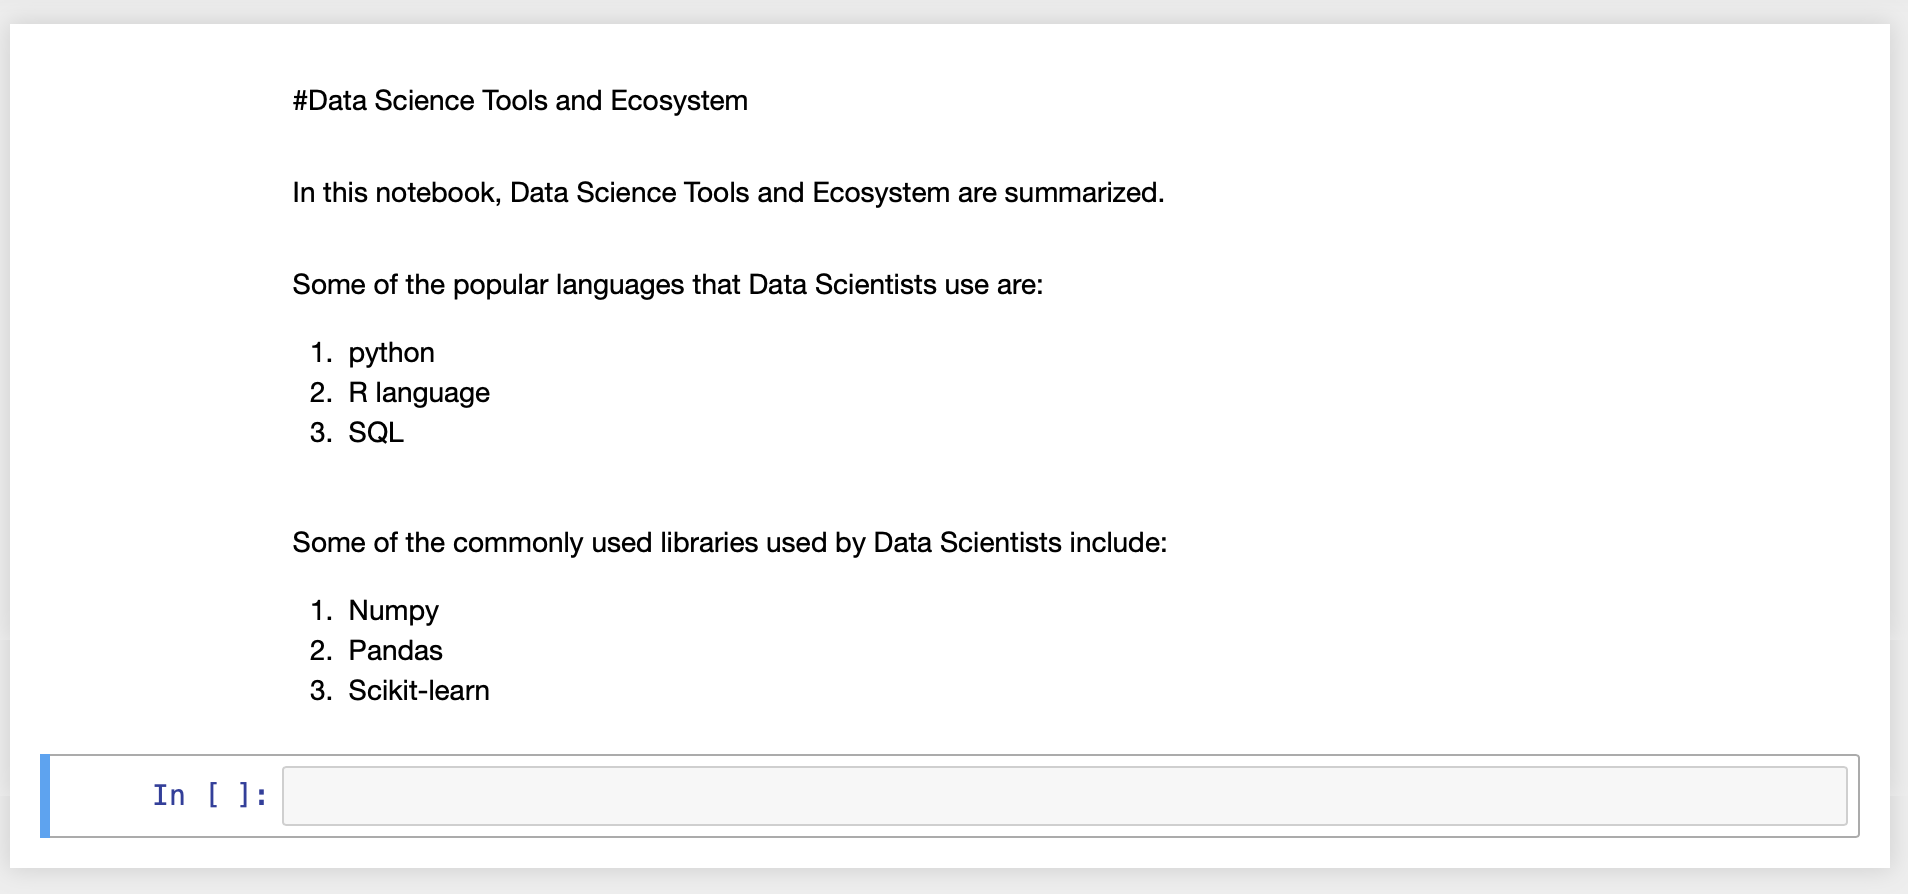 #Data Science Tools and Ecosystem
In this notebook, Data Science Tools and Ecosystem are summarized.
Some of the popular languages that Data Scientists use are:
1. python
2. R language
3. SQL
Some of the commonly used libraries used by Data Scientists include:
1. Numpy
2. Pandas
3. Scikit-learn
In [ ]: